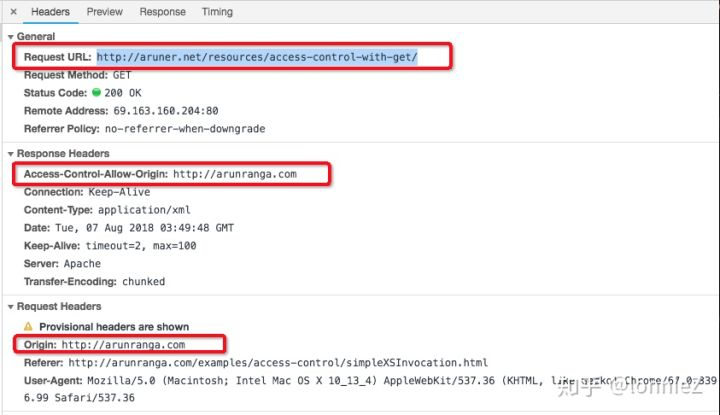 × Headers Preview Response Timing
▼ General
Request URL: http://aruner.net/resources/access-control-with-get/
Request Method: GET
Status Code: 200 OK
Remote Address: 69.163.160.204:80
Referrer Policy: no-referrer-when-downgrade
▼ Response Headers
Access-Control-Allow-Origin: http://arunranga.com
Connection: Keep-Alive
Content-Type: application/xml
Date: Tue, 07 Aug 2018 03:49:48 GMT
Keep-Alive: timeout=2, max=100
Server: Apache
Transfer-Encoding: chunked
▼ Request Headers
Provisional headers are shown
Origin: http://arunranga.com
Referer: http://arunranga.com/examples/access-control/simpleXSInvocation.html
User-Agent: Mozilla/5.0 (Macintosh; Intel Mac OS X 10_13_4) AppleWebKit/537.36 (KHTML, like Gecko) Chrome/67.0.339
6.99 Safari/537.36
知乎